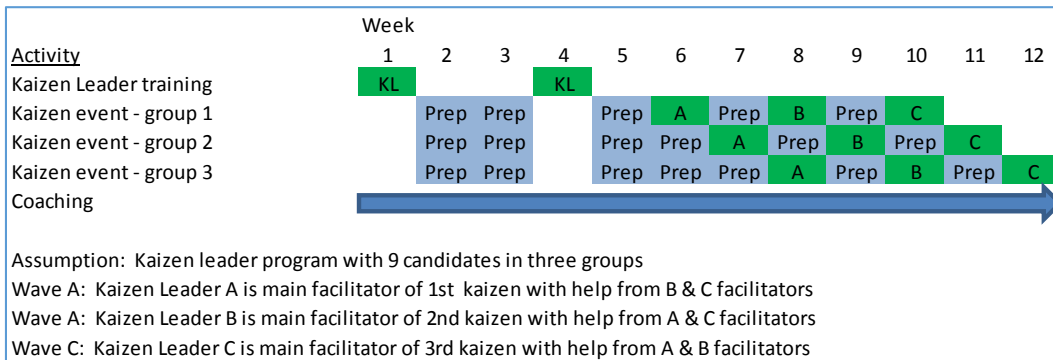 Week
Activity 1 2 3 4 5 6 7 8 9 10 11 12
Kaizen Leader training KL KL
Kaizen event - group 1 Prep Prep Prep A Prep B Prep C
Kaizen event - group 2 Prep Prep Prep Prep A Prep B Prep C
Kaizen event - group 3 Prep Prep Prep Prep Prep A Prep B Prep C
Coaching
Assumption: Kaizen leader program with 9 candidates in three groups
Wave A: Kaizen Leader A is main facilitator of 1st kaizen with help from B & C facilitators
Wave A: Kaizen Leader B is main facilitator of 2nd kaizen with help from A & C facilitators
Wave C: Kaizen Leader C is main facilitator of 3rd kaizen with help from A & B facilitators